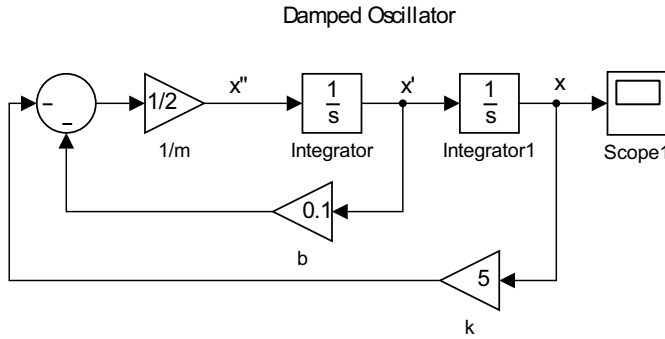 Damped Oscillator
x''
x'
x
-
-
1/2
1
s
1
s
1/m
Integrator
Integrator1
Scope1
0.1
b
5
k